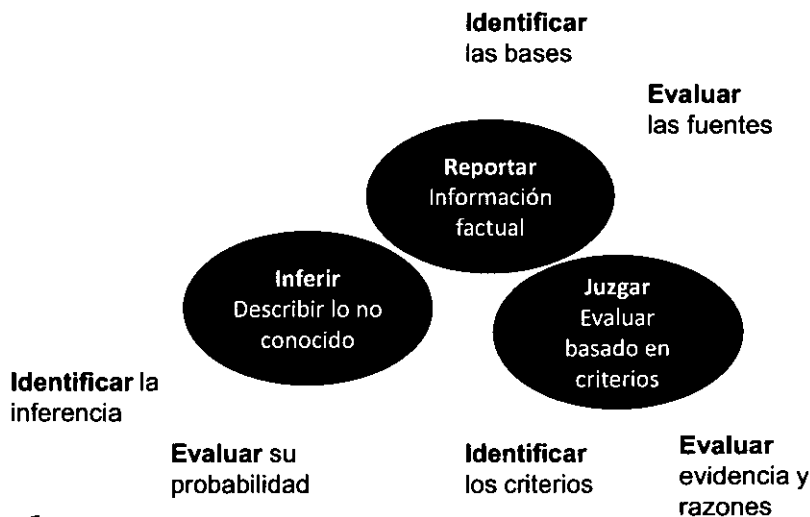 Identificar
las bases
Evaluar
las fuentes
Reportar
Información
factual
Inferir
Describir lo no
conocido
Juzgar
Evaluar
basado en
criterios
Identificar la
inferencia
Evaluar su
probabilidad
Identificar
los criterios
Evaluar
evidencia y
razones